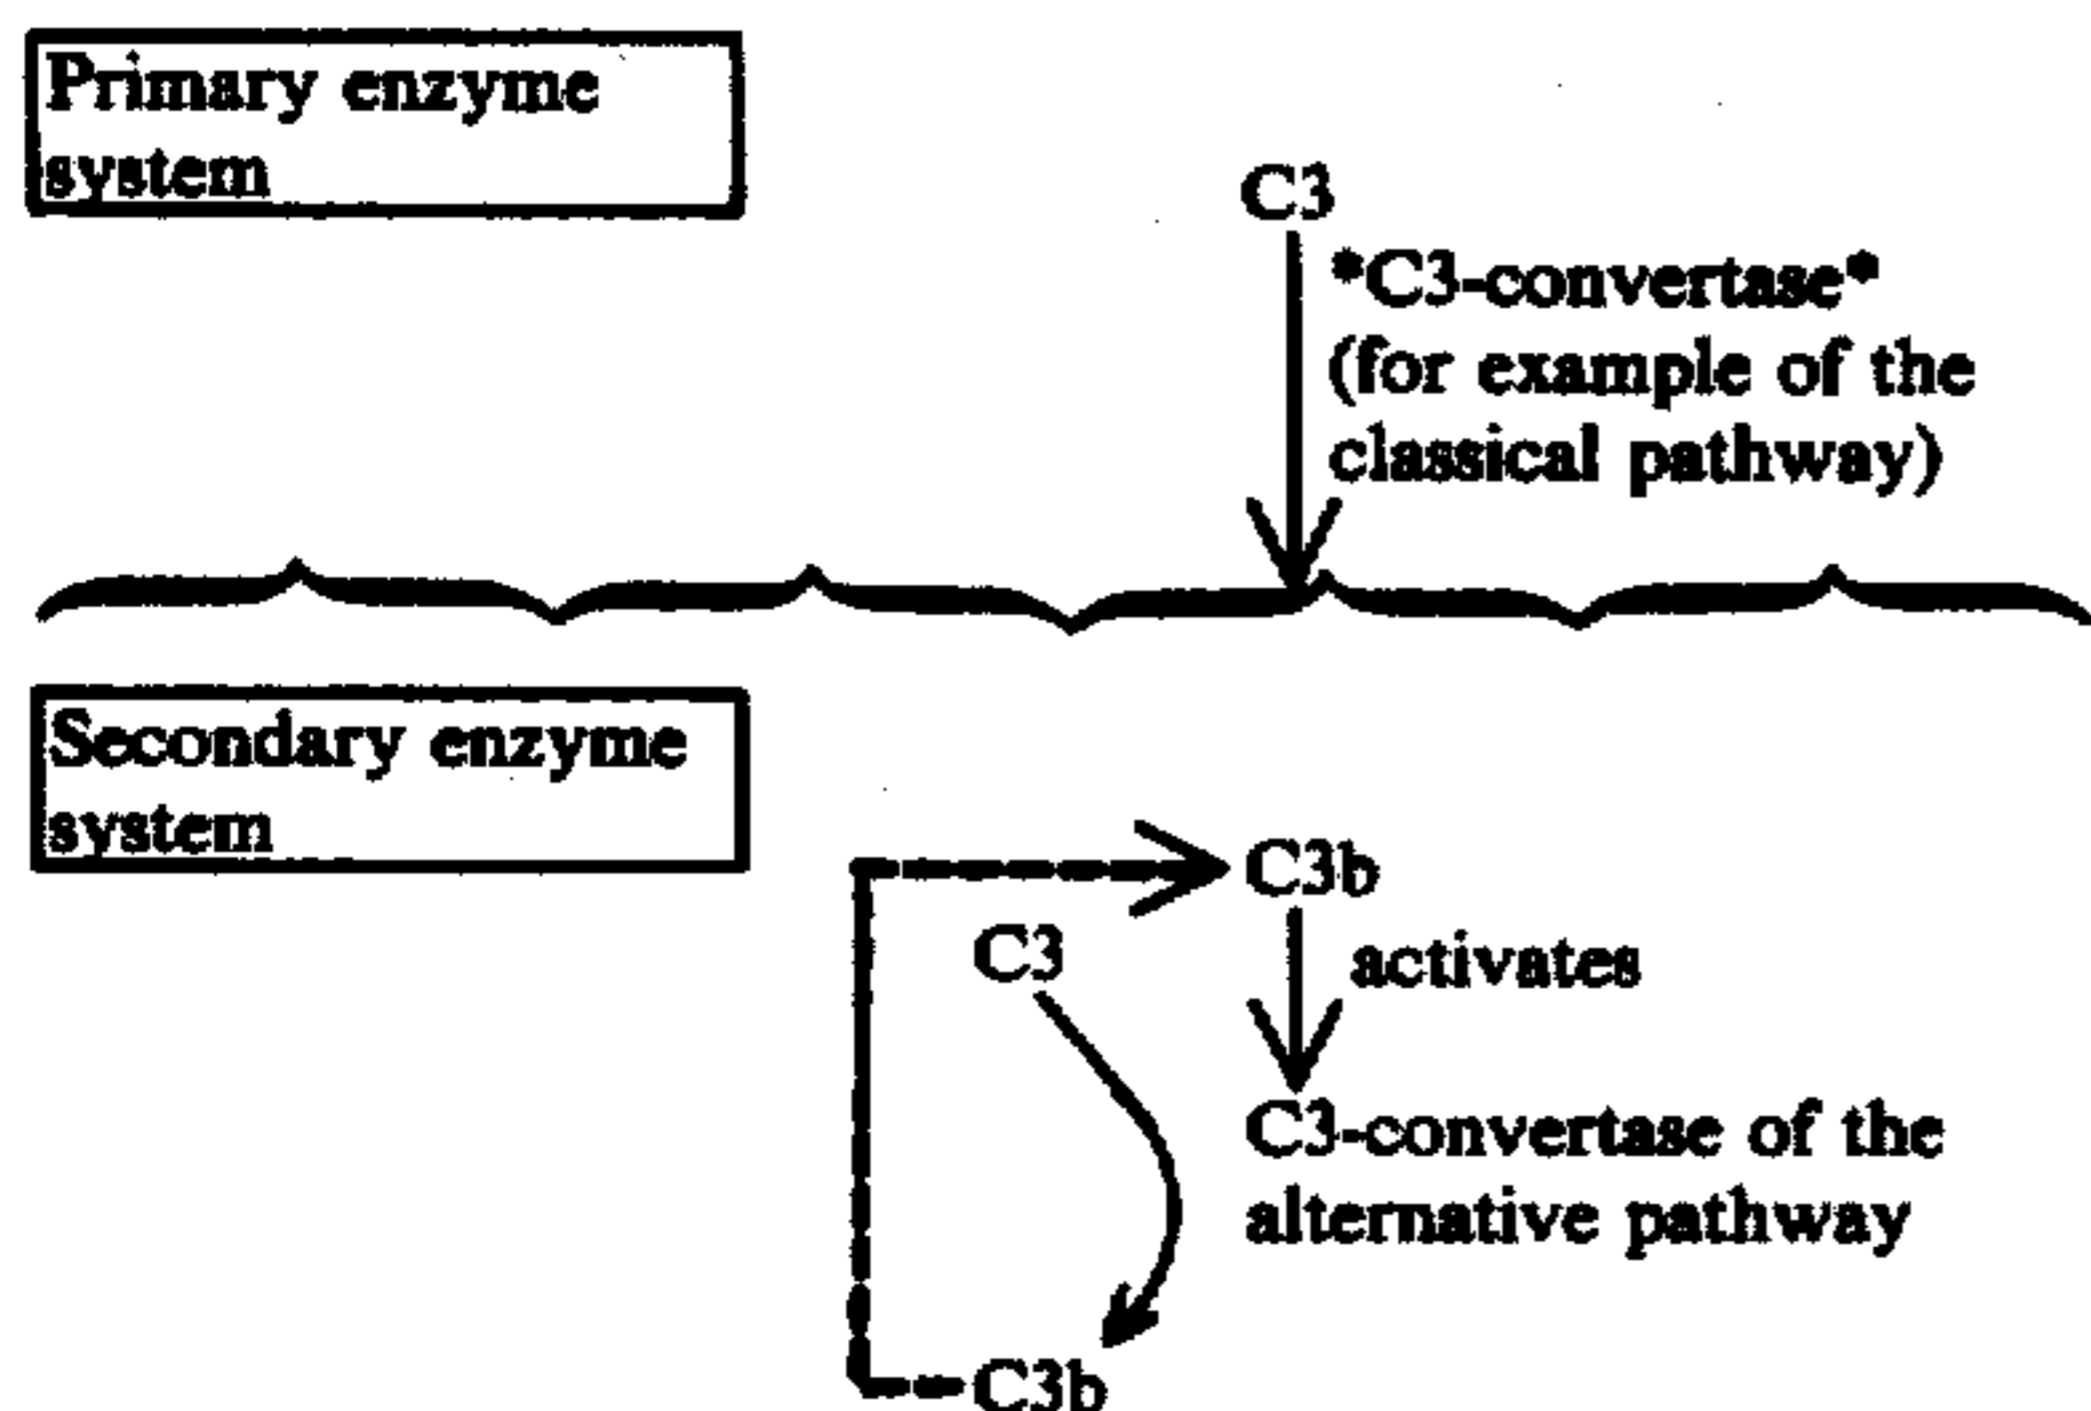 Primary enzyme
system
C3
*C3-convertase*
(for example of the
classical pathway)
Secondary enzyme
system
C3b
C3
activates
C3-convertase of the
alternative pathway
C3b